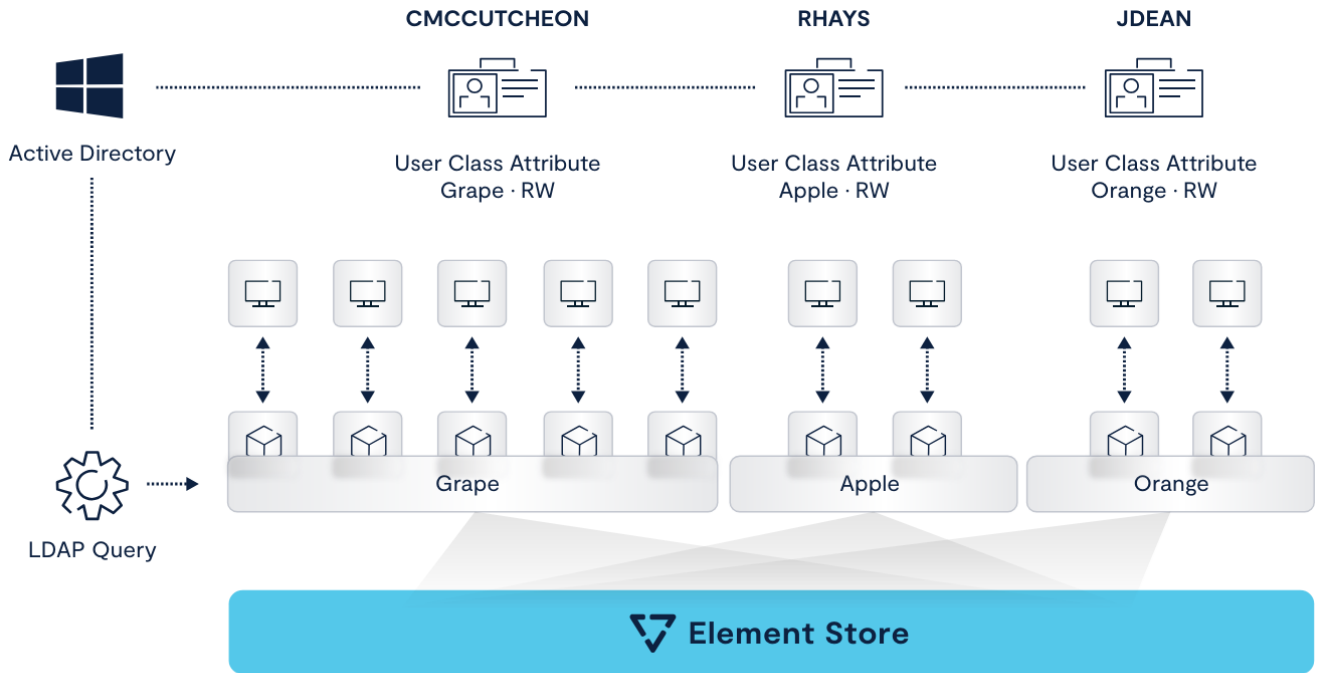 CMCCUTCHEON
RHAYS
JDEAN
Active Directory
User Class Attribute
Grape · RW
User Class Attribute
Apple · RW
User Class Attribute
Orange · RW
Grape
Apple
Orange
LDAP Query
Element Store